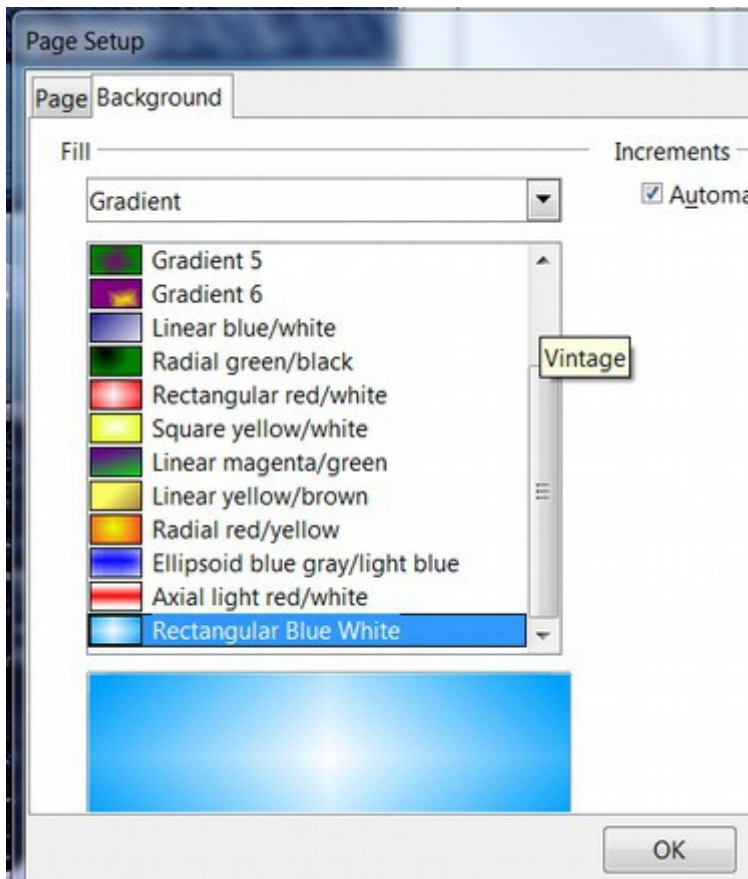 Page Setup
Page Background
Fill
Increments
Gradient
Automa
Gradient 5
Gradient 6
Linear blue/white
Radial green/black
Vintage
Rectangular red/white
Square yellow/white
Linear magenta/green
Linear yellow/brown
Radial red/yellow
Ellipsoid blue gray/light blue
Axial light red/white
Rectangular Blue White
OK